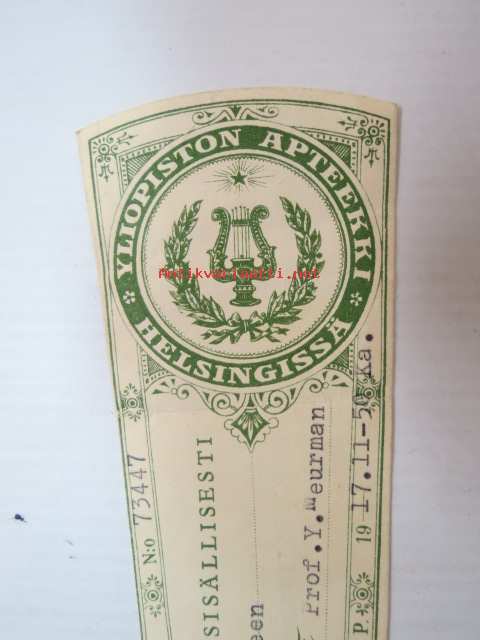 YLIOPISTON APTEEKKI
HELSINGISSÄ
Antikvariaatti.net
N:o 73447
SISÄLLISESTI
een
Prof.Y.Meurman
P. 19 17.11-50 Ka.